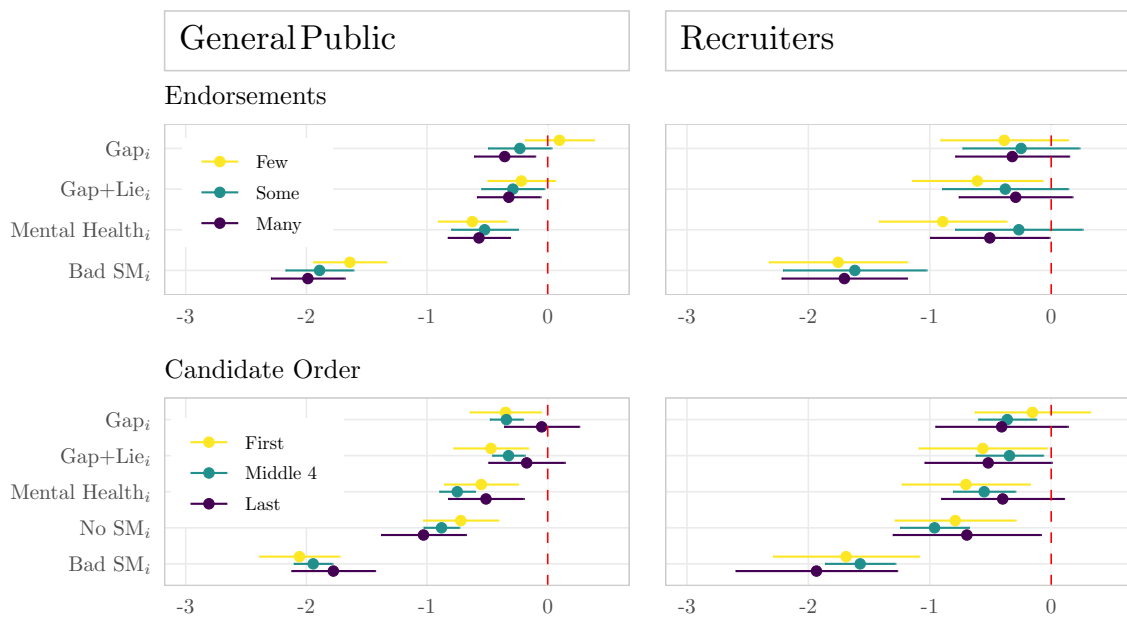 General Public
Recruiters
Endorsements
Gap_i
Gap+Lie_i
Mental Health_i
Bad SM_i
Few
Some
Many
-3 -2 -1 0
-3 -2 -1 0
Candidate Order
Gap_i
Gap+Lie_i
Mental Health_i
No SM_i
Bad SM_i
First
Middle 4
Last
-3 -2 -1 0
-3 -2 -1 0